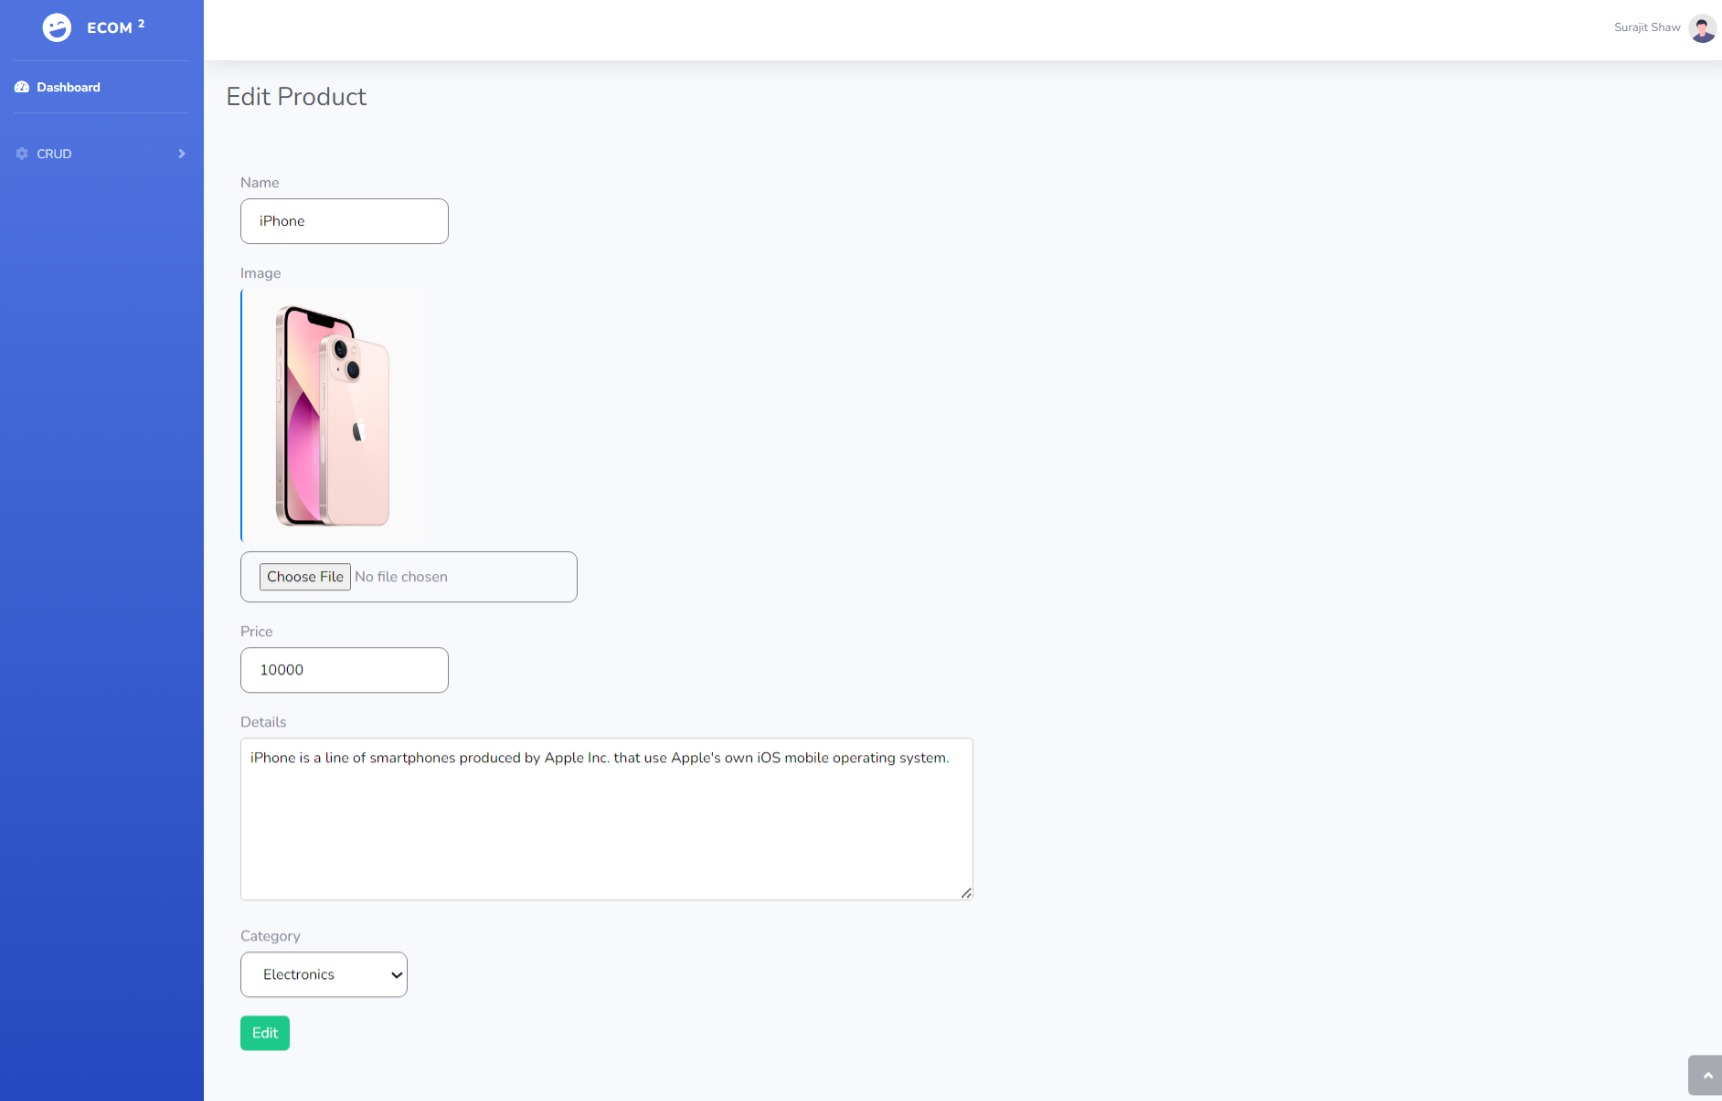 ECOM 2
Surajit Shaw
Dashboard
CRUD
Edit Product
Name
iPhone
Image
Choose File No file chosen
Price
10000
Details
iPhone is a line of smartphones produced by Apple Inc. that use Apple's own iOS mobile operating system.
Category
Electronics
Edit